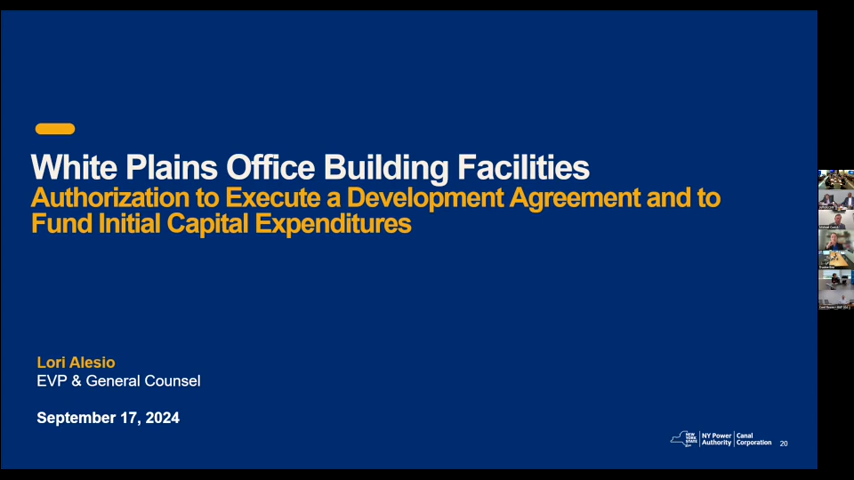 White Plains Office Building Facilities
Authorization to Execute a Development Agreement and to
Fund Initial Capital Expenditures
Lori Alesio
EVP & General Counsel
September 17, 2024
NEW
YORK
STATE
NY Power
Authority
Canal
Corporation
20